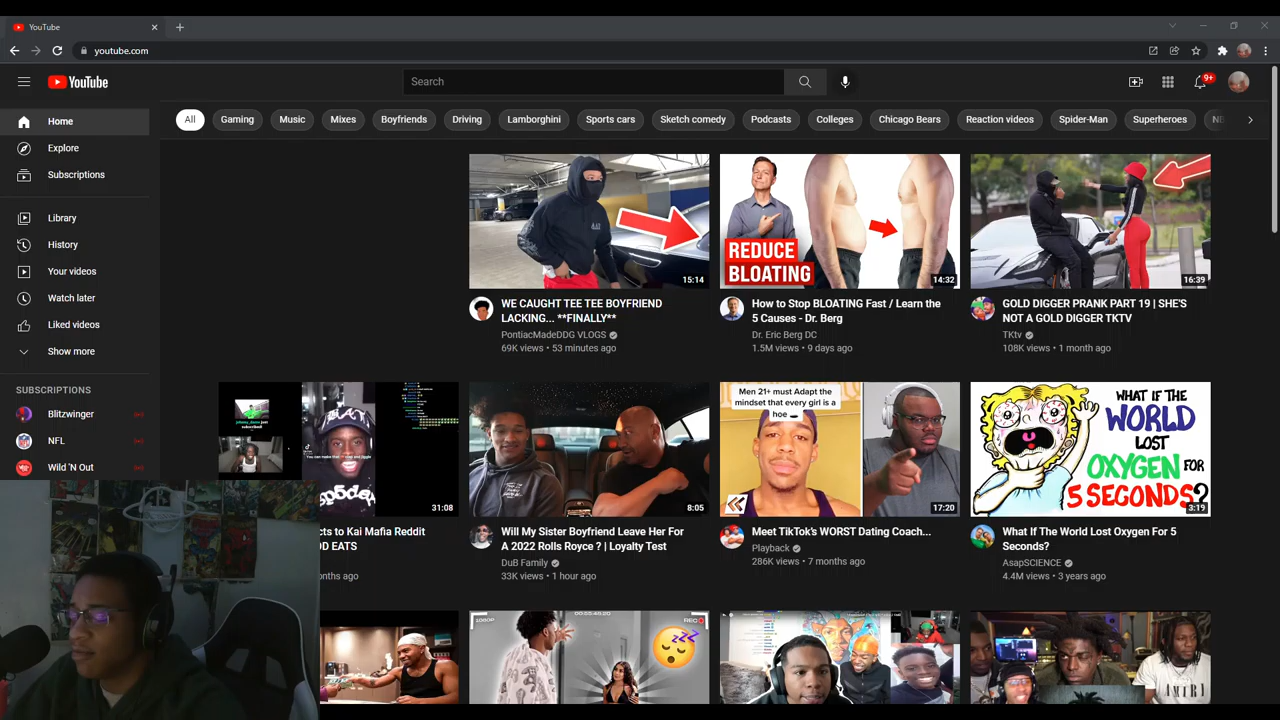 YouTube
youtube.com
YouTube
Search
9+
Home
Explore
Subscriptions
Library
History
Your videos
Watch later
Liked videos
Show more
SUBSCRIPTIONS
Blitzwinger
NFL
Wild 'N Out
All
Gaming
Music
Mixes
Boyfriends
Driving
Lamborghini
Sports cars
Sketch comedy
Podcasts
Colleges
Chicago Bears
Reaction videos
Spider-Man
Superheroes
15:14
WE CAUGHT TEE TEE BOYFRIEND
LACKING... **FINALLY**
PontiacMadeDDG VLOGS
69K views • 53 minutes ago
REDUCE
BLOATING
14:32
How to Stop BLOATING Fast / Learn the
5 Causes - Dr. Berg
Dr. Eric Berg DC
1.5M views • 9 days ago
16:39
GOLD DIGGER PRANK PART 19 | SHE'S
NOT A GOLD DIGGER TKTV
TKtv
108K views • 1 month ago
31:08
cts to Kai Mafia Reddit
D EATS
onths ago
8:05
Will My Sister Boyfriend Leave Her For
A 2022 Rolls Royce ? | Loyalty Test
DuB Family
33K views • 1 hour ago
Men 21+ must Adapt the
mindset that every girl is a
hoe
17:20
Meet TikTok's WORST Dating Coach...
Playback
286K views • 7 months ago
WHAT IF THE
WORLD
LOST
OXYGEN FOR
5 SECONDS?
3:19
What If The World Lost Oxygen For 5
Seconds?
AsapSCIENCE
4.4M views • 3 years ago
1080P
REC
AMIRI